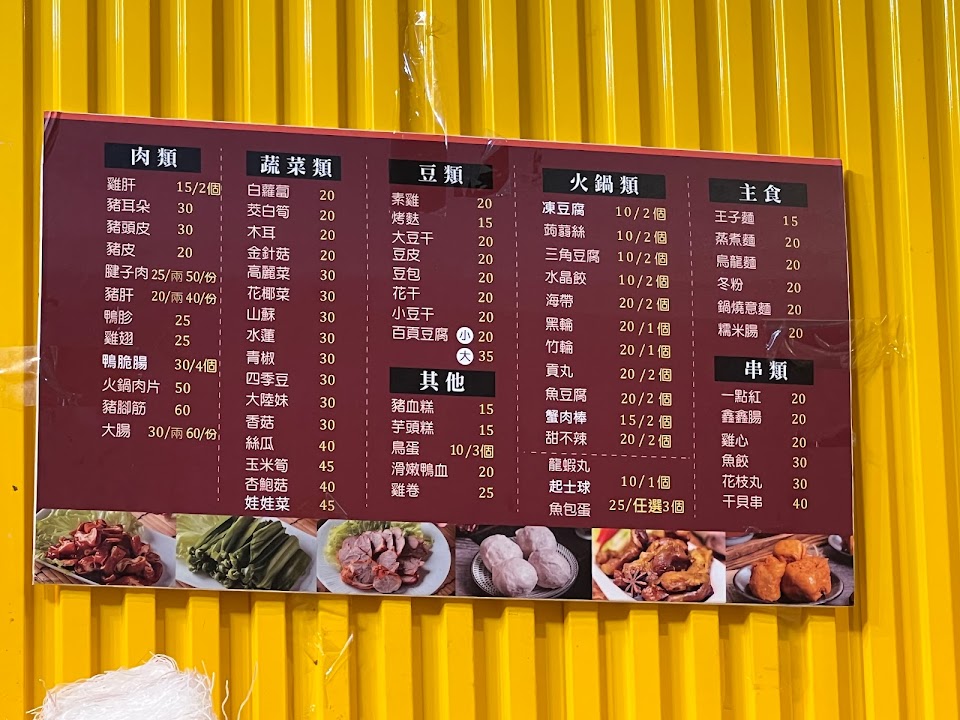 肉類
雞肝 15/2個
豬耳朵 30
豬頭皮 30
豬皮 20
腱子肉 25/兩 50/份
豬肝 20/兩 40/份
鴨胗 25
雞翅 25
鴨脆腸 30/4個
火鍋肉片 50
豬腳筋 60
大腸 30/兩 60/份
蔬菜類
白蘿蔔 20
茭白筍 20
木耳 20
金針菇 20
高麗菜 30
花椰菜 30
山蘇 30
水蓮 30
青椒 30
四季豆 30
大陸妹 30
香菇 30
絲瓜 40
玉米筍 45
杏鮑菇 40
娃娃菜 45
豆類
素雞 20
烤麩 15
大豆干 20
豆皮 20
豆包 20
花干 20
小豆干 20
百頁豆腐 小 20
大 35
其他
豬血糕 15
芋頭糕 15
鳥蛋 10/3個
滑嫩鴨血 20
雞卷 25
火鍋類
凍豆腐 10/2個
蒟蒻絲 10/2個
三角豆腐 10/2個
水晶餃 10/2個
海帶 20/2個
黑輪 20/1個
竹輪 20/1個
貢丸 20/2個
魚豆腐 20/2個
蟹肉棒 15/2個
甜不辣 20/2個
龍蝦丸
起士球 10/1個
魚包蛋 25/任選3個
主食
王子麵 15
蒸煮麵 20
烏龍麵 20
冬粉 20
鍋燒意麵 20
糯米腸 20
串類
一點紅 20
鑫鑫腸 20
雞心 20
魚餃 30
花枝丸 30
干貝串 40